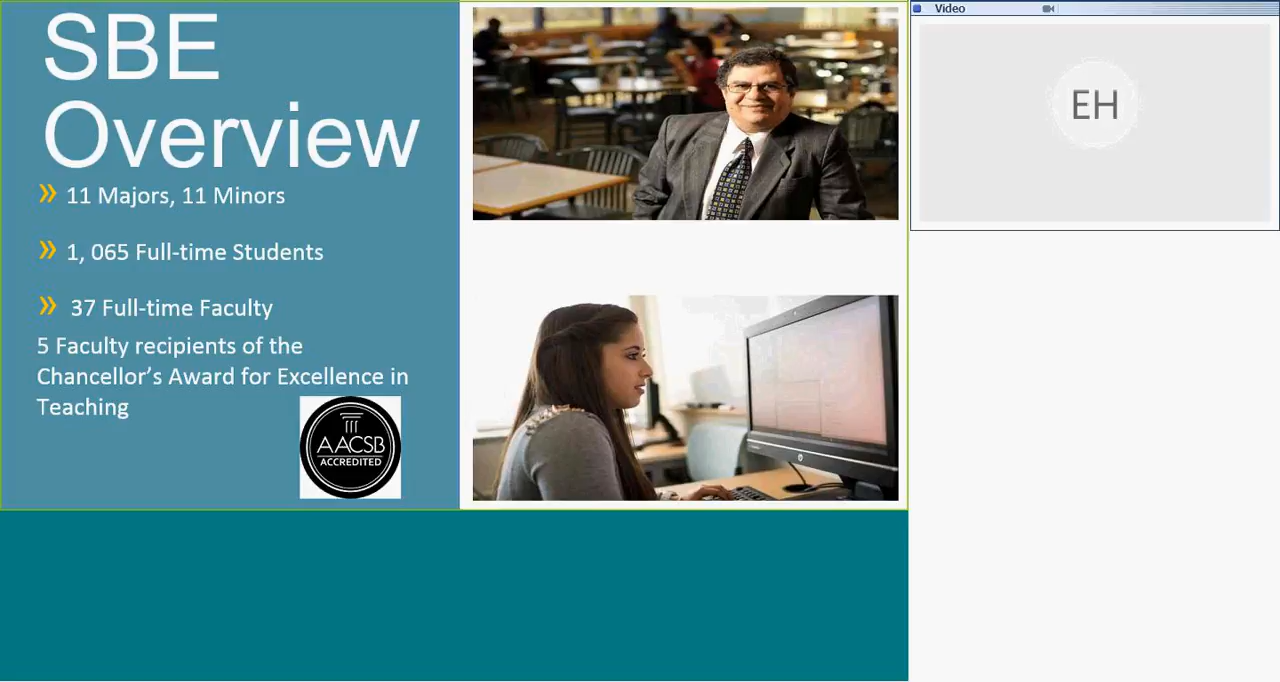 SBE
Overview
» 11 Majors, 11 Minors
» 1, 065 Full-time Students
» 37 Full-time Faculty
5 Faculty recipients of the
Chancellor’s Award for Excellence in
Teaching
AACSB
ACCREDITED
Video
EH